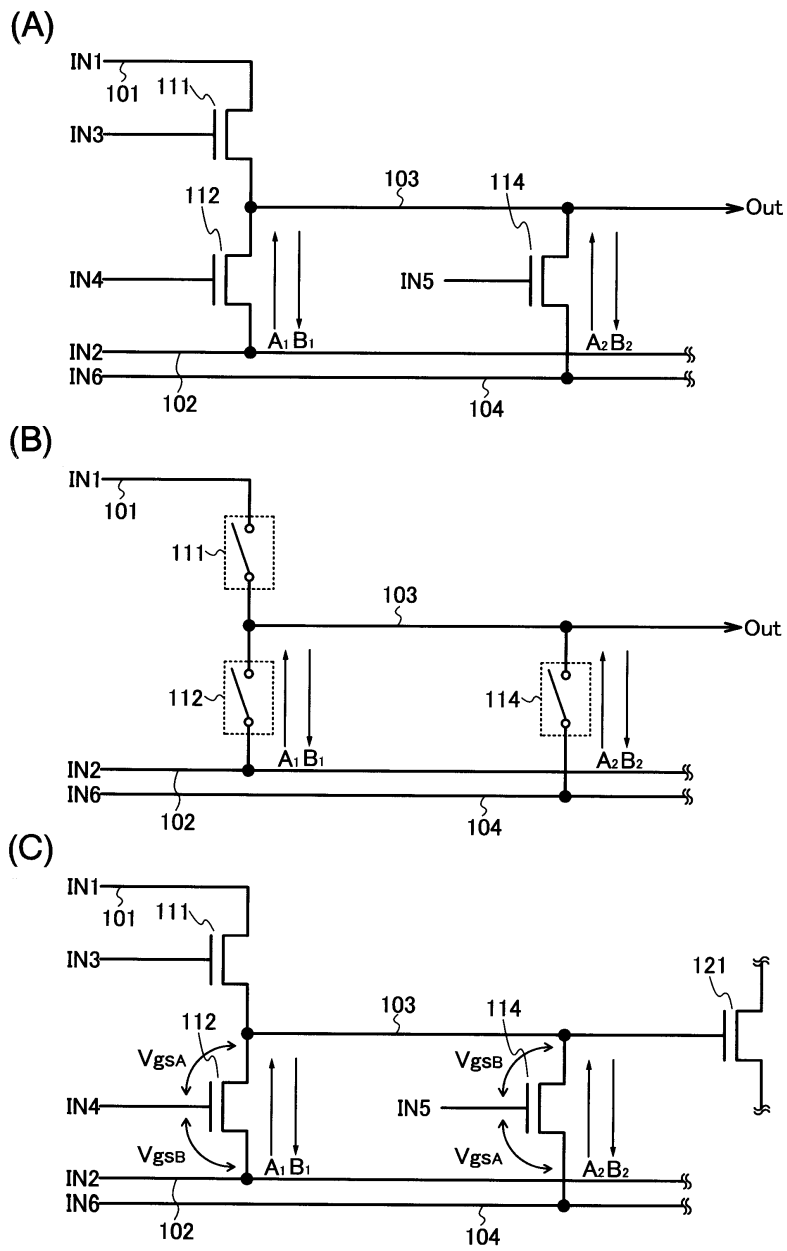 (A)
IN1
101
111
IN3
112
103
114
Out
IN4
IN5
A1 B1
A2 B2
IN2
IN6
102
104
(B)
IN1
101
111
103
Out
112
114
A1 B1
A2 B2
IN2
IN6
102
104
(C)
IN1
101
111
IN3
121
112
103
114
VgsA
VgsB
IN4
IN5
VgsB
VgsA
A1 B1
A2 B2
IN2
IN6
102
104